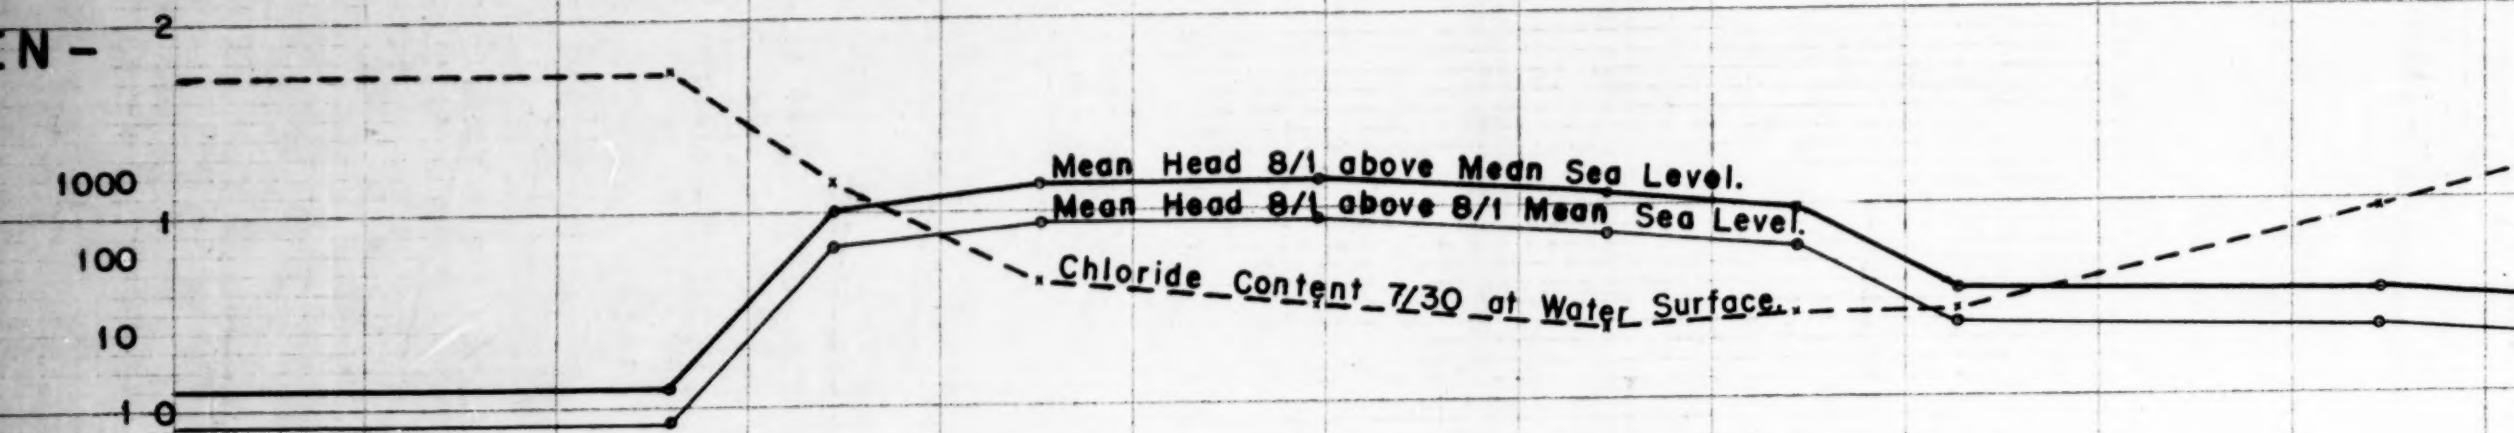 2
EN-
Mean Head 8/1 above Mean Sea Level.
1000
Mean Head 8/1 above 8/1 Mean Sea Level.
1
100
Chloride Content 7/30 at Water Surface.
10
1 0